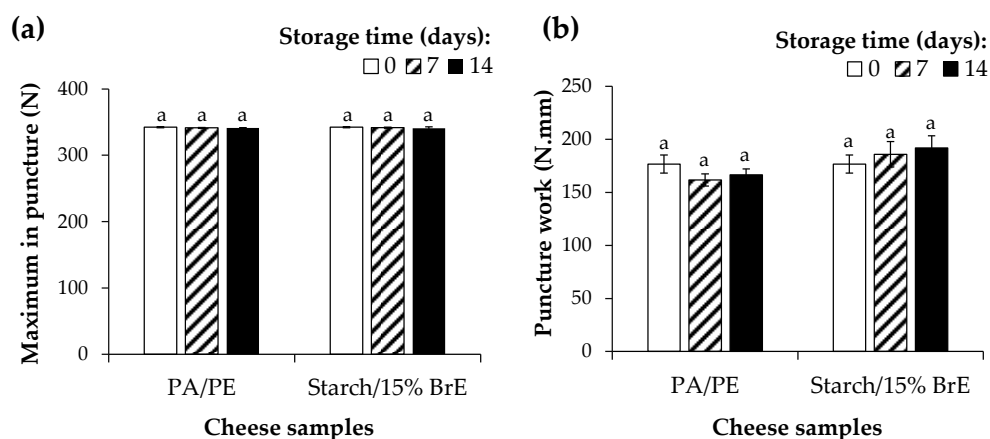 (a)
Storage time (days):
0 7 14
Maximum in puncture (N)
400
300
200
100
0
a a a a a a
PA/PE Starch/15% BrE
Cheese samples
(b)
Storage time (days):
0 7 14
Puncture work (N.mm)
250
200
150
100
50
0
a a a a a a
PA/PE Starch/15% BrE
Cheese samples